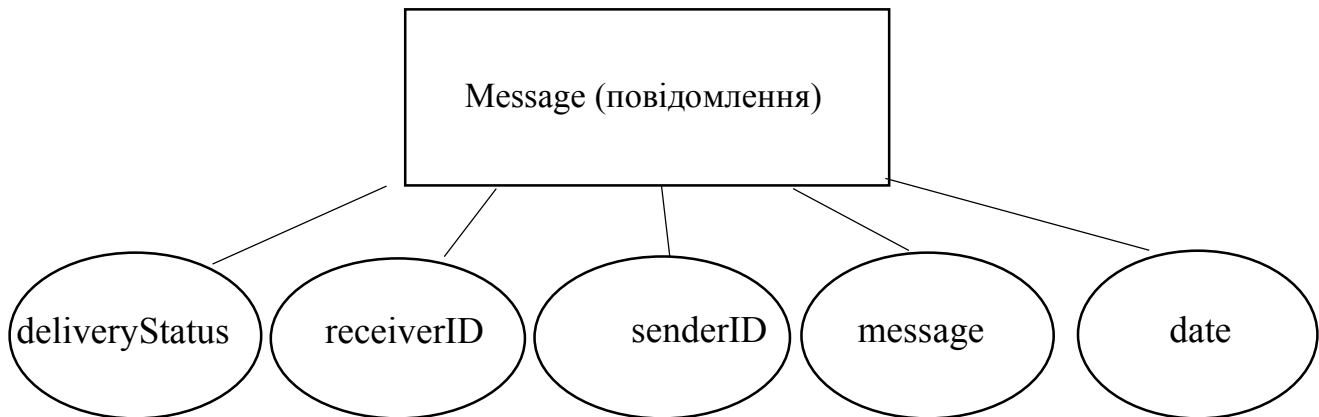 Message (повідомлення)
deliveryStatus
receiverID
senderID
message
date